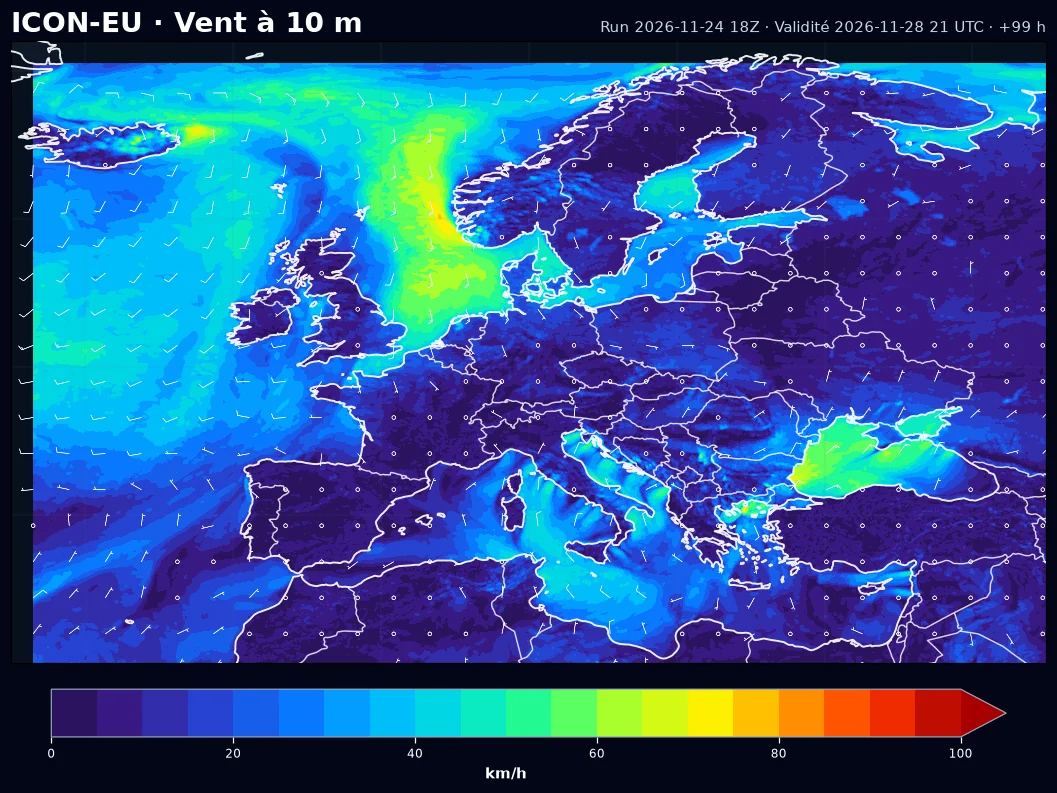 ICON-EU · Vent à 10 m
Run 2026-11-24 18Z · Validité 2026-11-28 21 UTC · +99 h
0 20 40 60 80 100
km/h